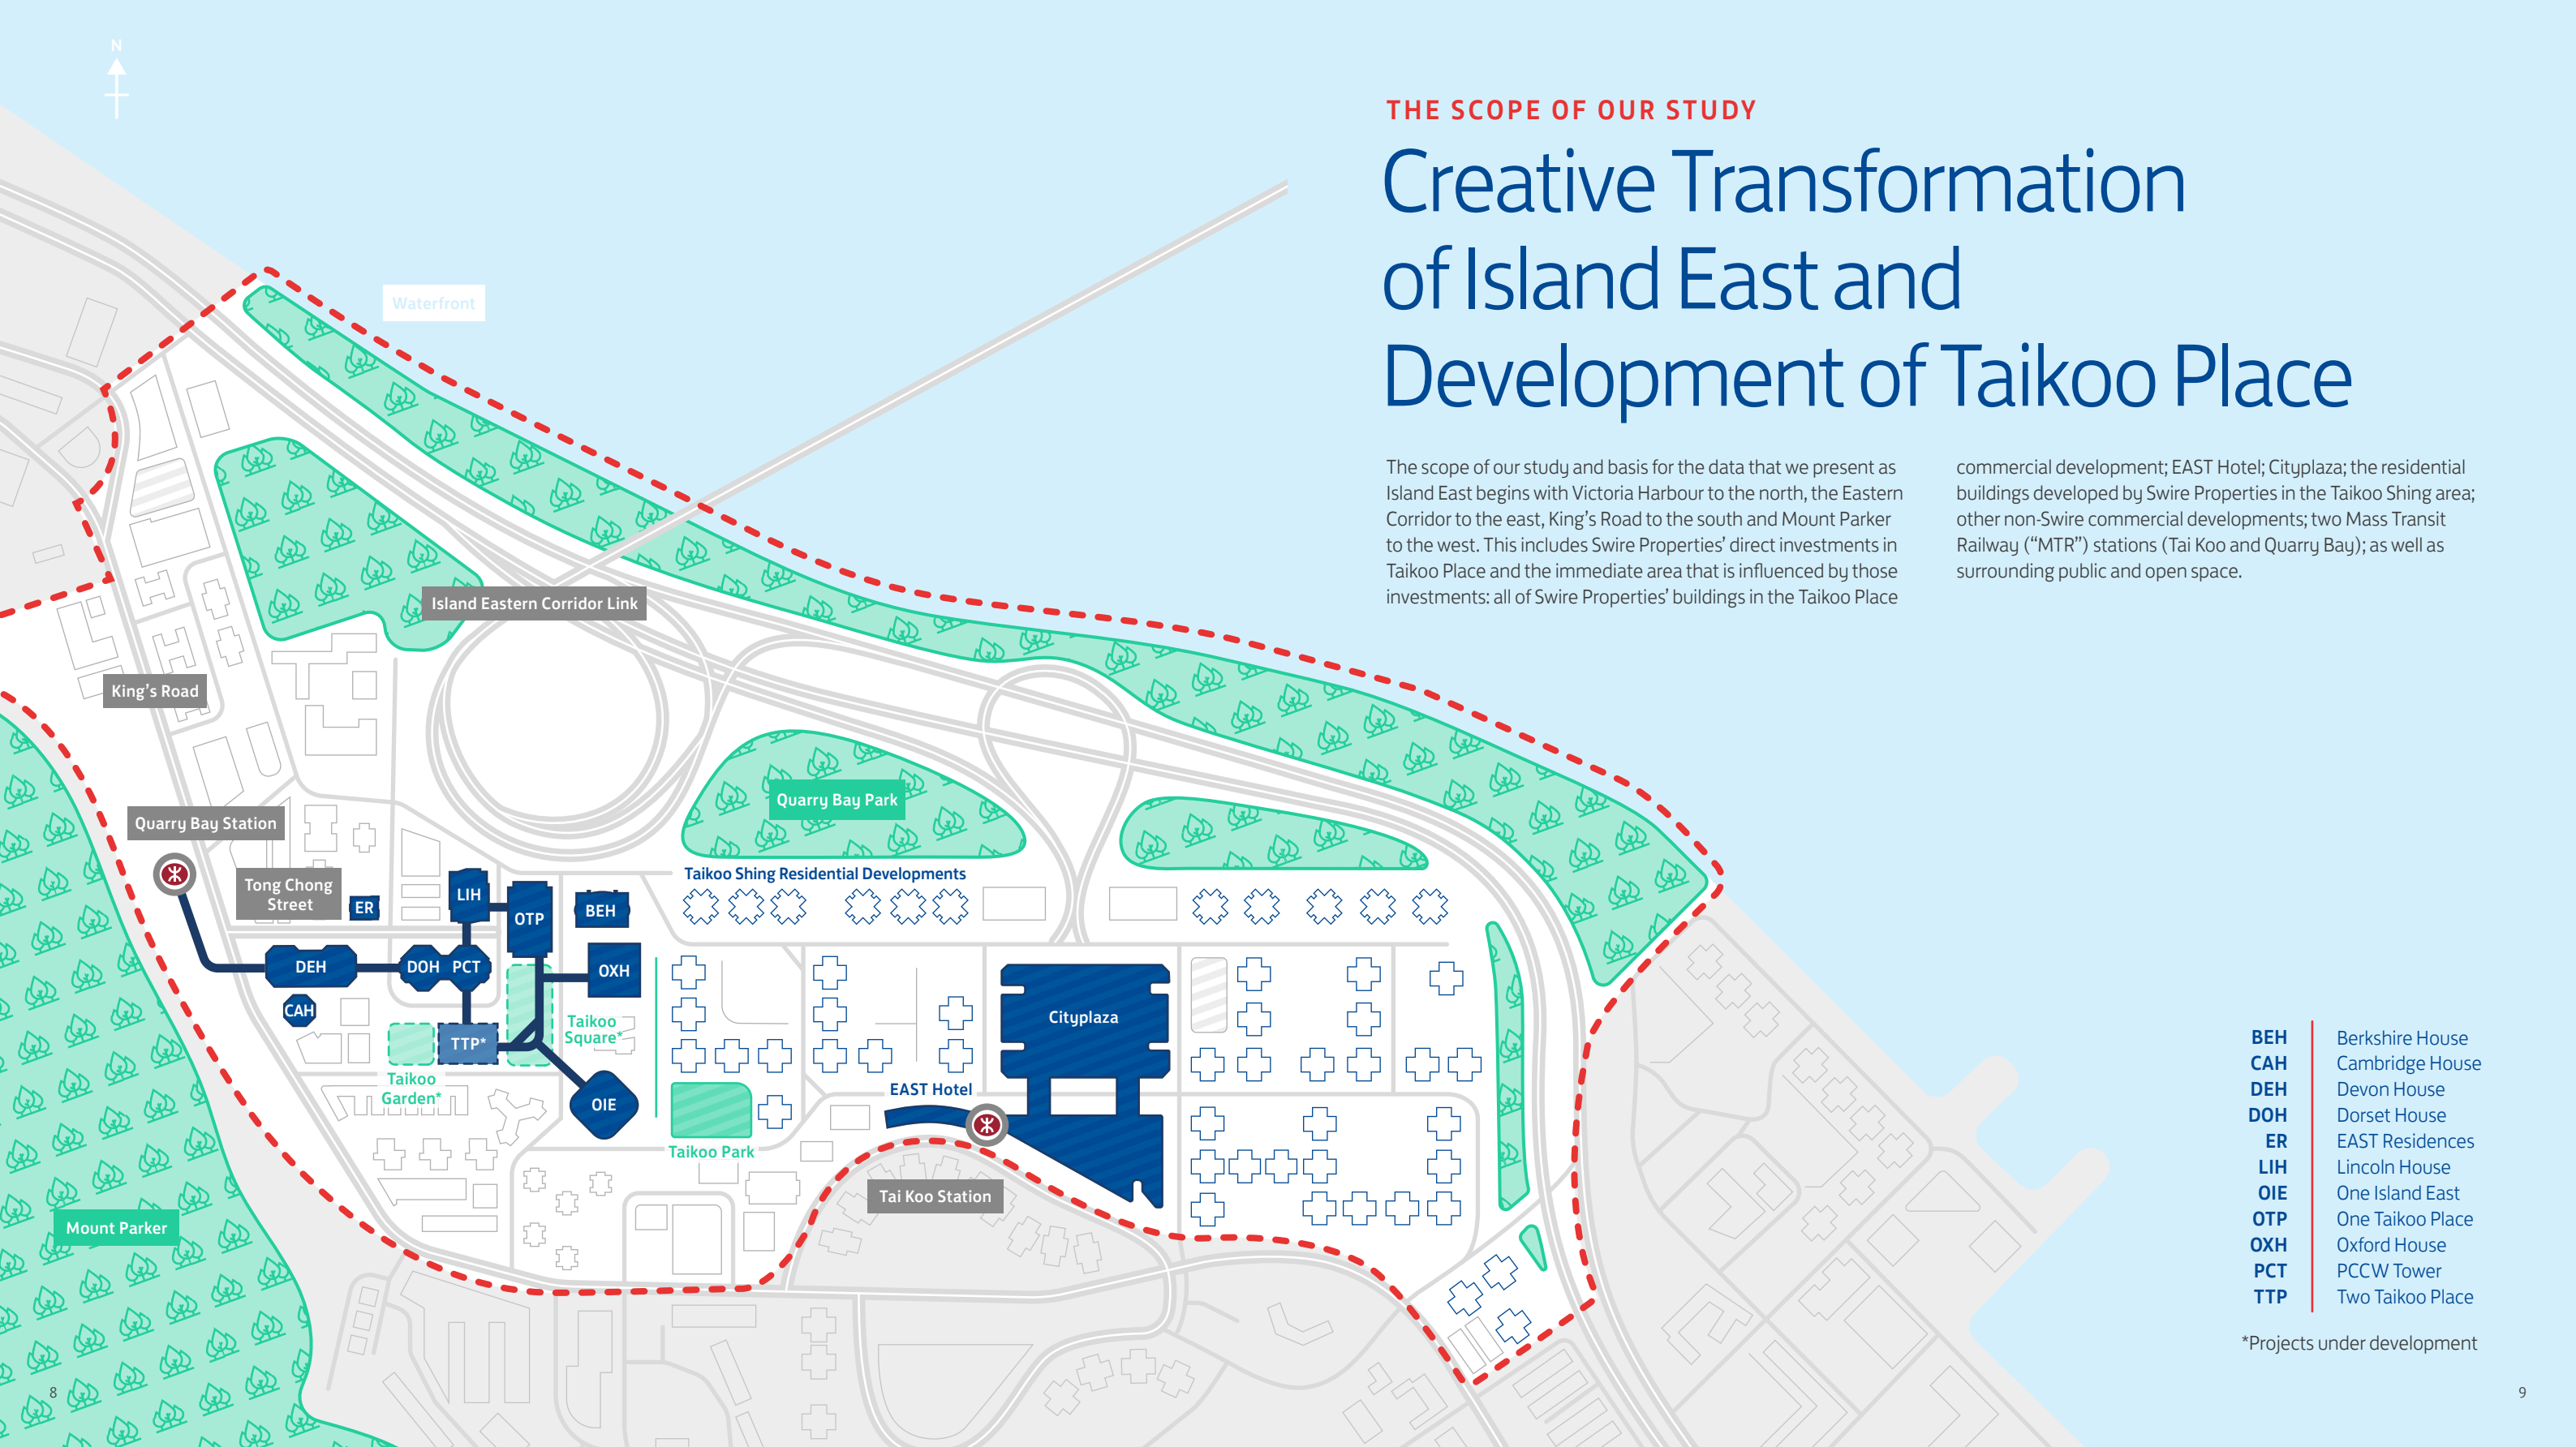 N
THE SCOPE OF OUR STUDY
Creative Transformation
of Island East and
Development of Taikoo Place
The scope of our study and basis for the data that we present as
Island East begins with Victoria Harbour to the north, the Eastern
Corridor to the east, King’s Road to the south and Mount Parker
to the west. This includes Swire Properties’ direct investments in
Taikoo Place and the immediate area that is influenced by those
investments: all of Swire Properties’ buildings in the Taikoo Place
commercial development; EAST Hotel; Cityplaza; the residential
buildings developed by Swire Properties in the Taikoo Shing area;
other non-Swire commercial developments; two Mass Transit
Railway (“MTR”) stations (Tai Koo and Quarry Bay); as well as
surrounding public and open space.
Waterfront
Island Eastern Corridor Link
King’s Road
Quarry Bay Park
Quarry Bay Station
Taikoo Shing Residential Developments
Tong Chong
Street
ER
LIH
OTP
BEH
DEH
DOH
PCT
OXH
CAH
Cityplaza
Taikoo
Square*
TTP*
Taikoo
Garden*
EAST Hotel
OIE
Taikoo Park
Tai Koo Station
Mount Parker
BEH Berkshire House
CAH Cambridge House
DEH Devon House
DOH Dorset House
ER EAST Residences
LIH Lincoln House
OIE One Island East
OTP One Taikoo Place
OXH Oxford House
PCT PCCW Tower
TTP Two Taikoo Place
*Projects under development
8
9